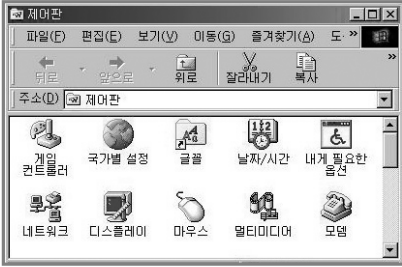 제어판
파일(F) 편집(E) 보기(V) 이동(G) 즐겨찾기(A) 도 »
뒤로 앞으로 위로 잘라내기 복사 »
주소(D) 제어판
게임 컨트롤러 국가별 설정 글꼴 날짜/시간 내게 필요한 옵션
네트워크 디스플레이 마우스 멀티미디어 모뎀